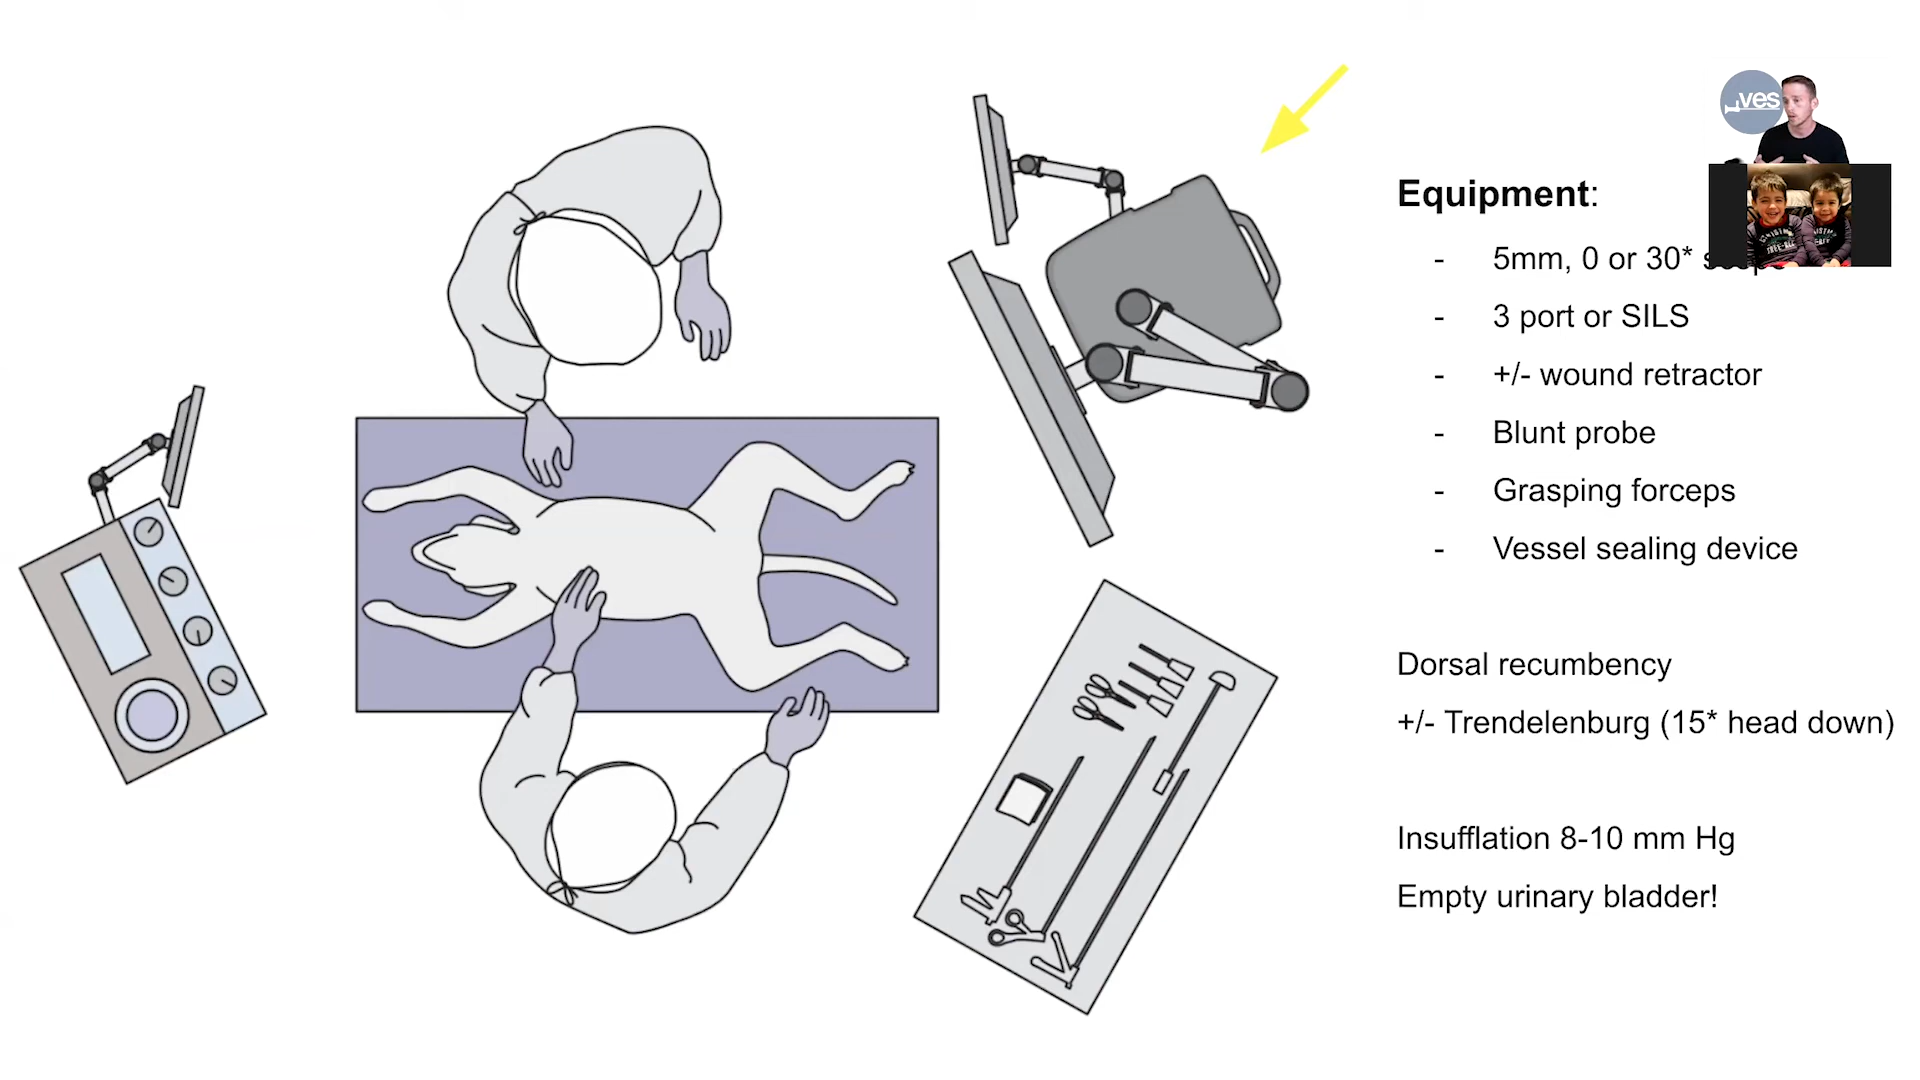 ves
Equipment:
- 5mm, 0 or 30* scope
- 3 port or SILS
- +/- wound retractor
- Blunt probe
- Grasping forceps
- Vessel sealing device
Dorsal recumbency
+/- Trendelenburg (15* head down)
Insufflation 8-10 mm Hg
Empty urinary bladder!